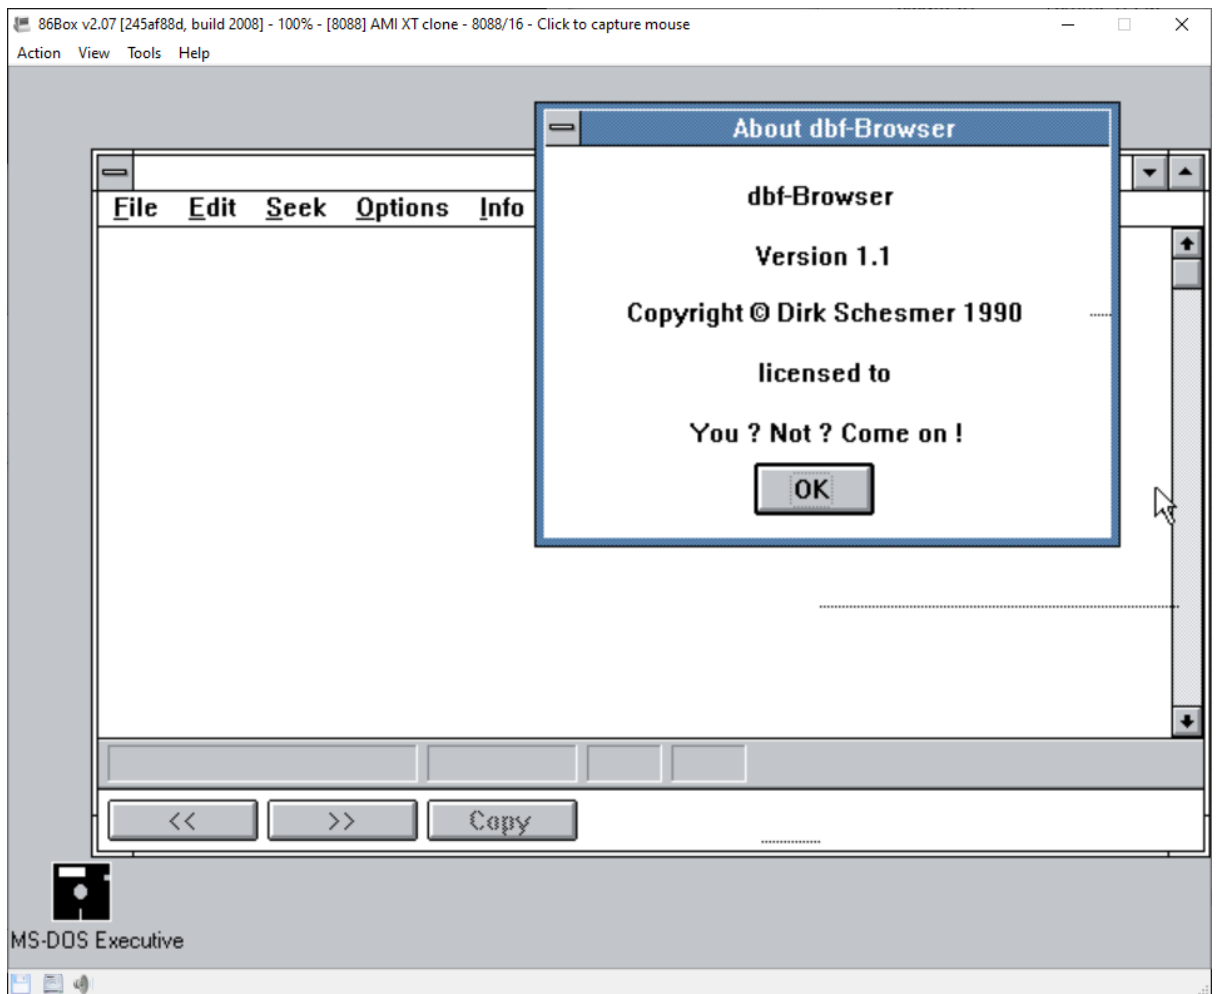 86Box v2.07 [245af88d, build 2008] - 100% - [8088] AMI XT clone - 8088/16 - Click to capture mouse
Action View Tools Help
About dbf-Browser
File Edit Seek Options Info
dbf-Browser
Version 1.1
Copyright © Dirk Schesmer 1990
licensed to
You ? Not ? Come on !
OK
<< >> Copy
MS-DOS Executive